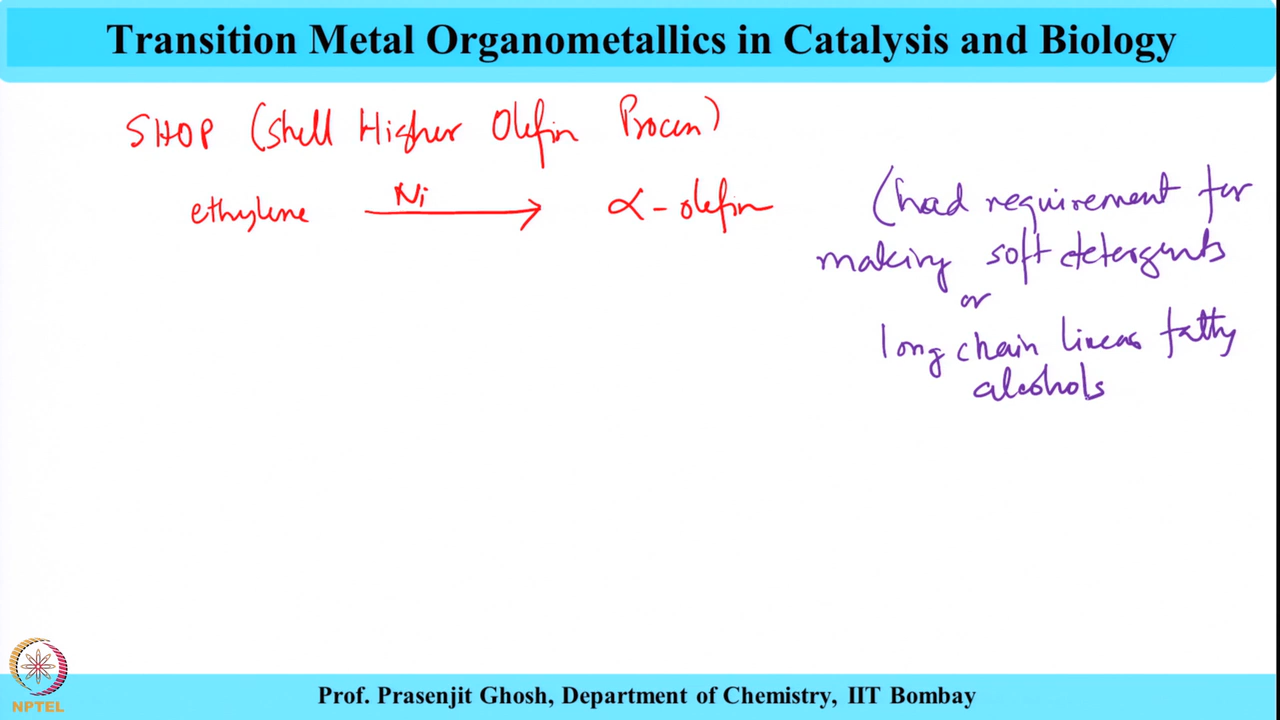 Transition Metal Organometallics in Catalysis and Biology
SHOP (Shell Higher Olefin Process)
ethylene Ni → α-olefin
(had requirement for
making soft detergents
or
long chain linear fatty
alcohols
NPTEL
Prof. Prasenjit Ghosh, Department of Chemistry, IIT Bombay